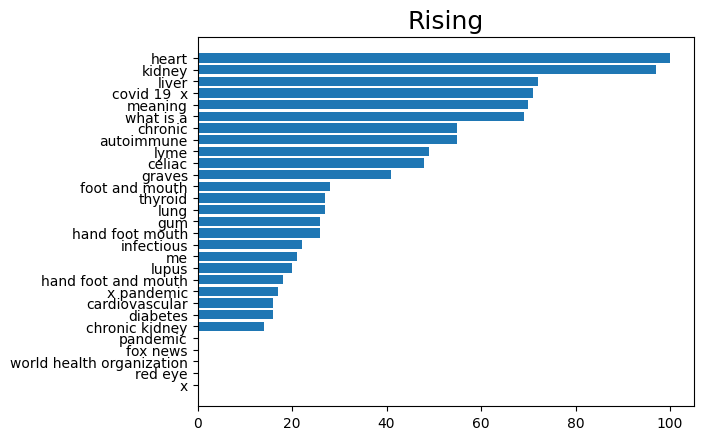 Rising
heart
kidney
liver
covid 19  x
meaning
what is a
chronic
autoimmune
lyme
celiac
graves
foot and mouth
thyroid
lung
gum
hand foot mouth
infectious
me
lupus
hand foot and mouth
x pandemic
cardiovascular
diabetes
chronic kidney
pandemic
fox news
world health organization
red eye
x
0 20 40 60 80 100